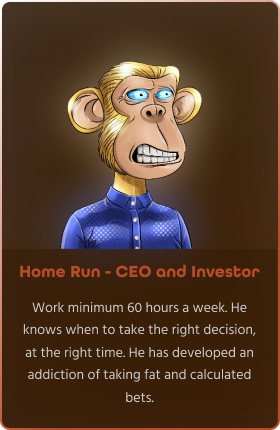 Home Run - CEO and Investor
Work minimum 60 hours a week. He
knows when to take the right decision,
at the right time. He has developed an
addiction of taking fat and calculated
bets.